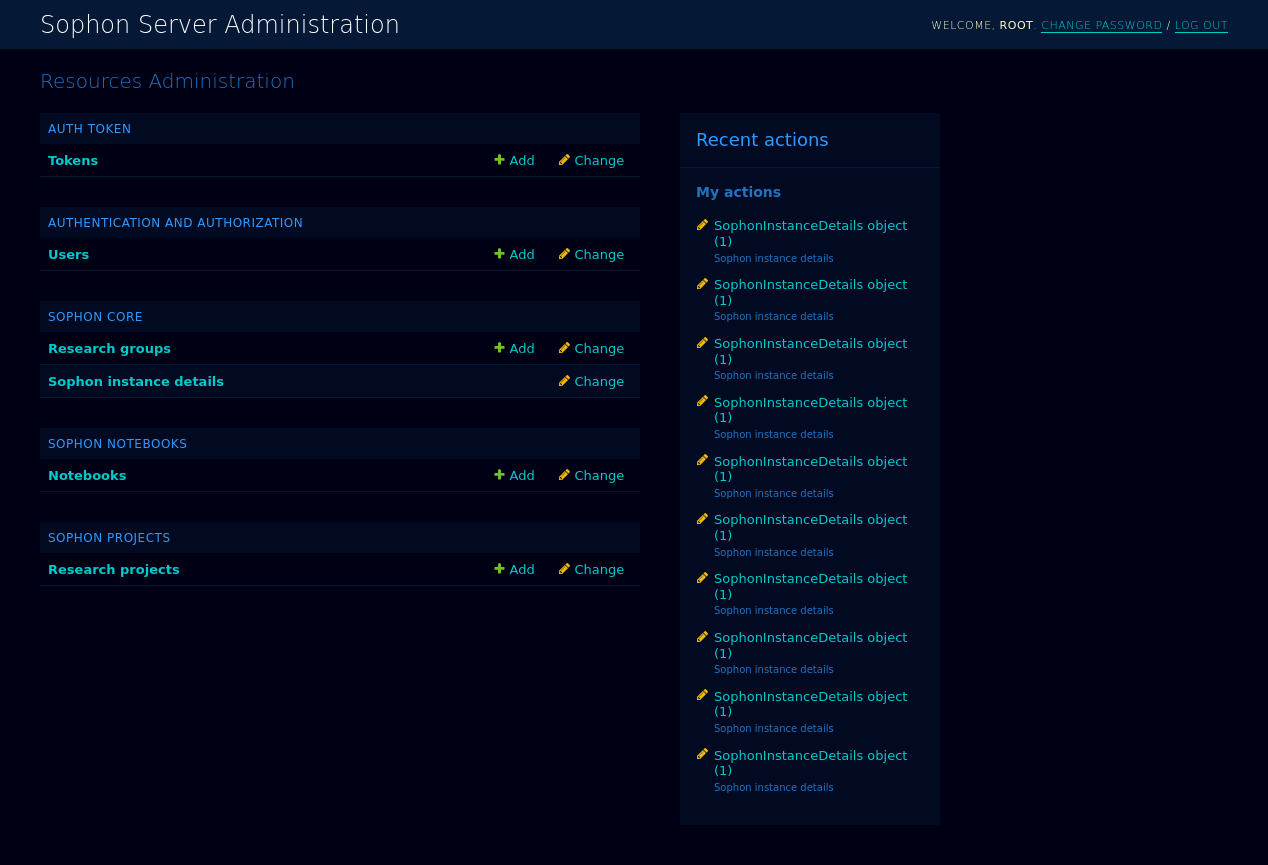 Sophon Server Administration
WELCOME, ROOT. CHANGE PASSWORD / LOG OUT
Resources Administration
AUTH TOKEN
Tokens Add Change
AUTHENTICATION AND AUTHORIZATION
Users Add Change
SOPHON CORE
Research groups Add Change
Sophon instance details Change
SOPHON NOTEBOOKS
Notebooks Add Change
SOPHON PROJECTS
Research projects Add Change
Recent actions
My actions
SophonInstanceDetails object
(1)
Sophon instance details
SophonInstanceDetails object
(1)
Sophon instance details
SophonInstanceDetails object
(1)
Sophon instance details
SophonInstanceDetails object
(1)
Sophon instance details
SophonInstanceDetails object
(1)
Sophon instance details
SophonInstanceDetails object
(1)
Sophon instance details
SophonInstanceDetails object
(1)
Sophon instance details
SophonInstanceDetails object
(1)
Sophon instance details
SophonInstanceDetails object
(1)
Sophon instance details
SophonInstanceDetails object
(1)
Sophon instance details